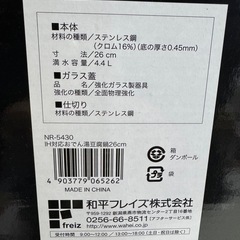 ■本体
材料の種類/ステンレス鋼
(クロム16%)(底の厚さ0.45mm)
寸法/26cm
満水容量/4.4L
■ガラス蓋
品名/強化ガラス製器具
強化の種類/全面物理強化
■仕切り
材料の種類/ステンレス鋼
NR-5430
IH対応おでん湯豆腐鍋26cm
4 903779 065262
MADE IN CHINA
箱
ダンボール
袋
freiz
和平フレイズ株式会社
0256-66-8511
wahei